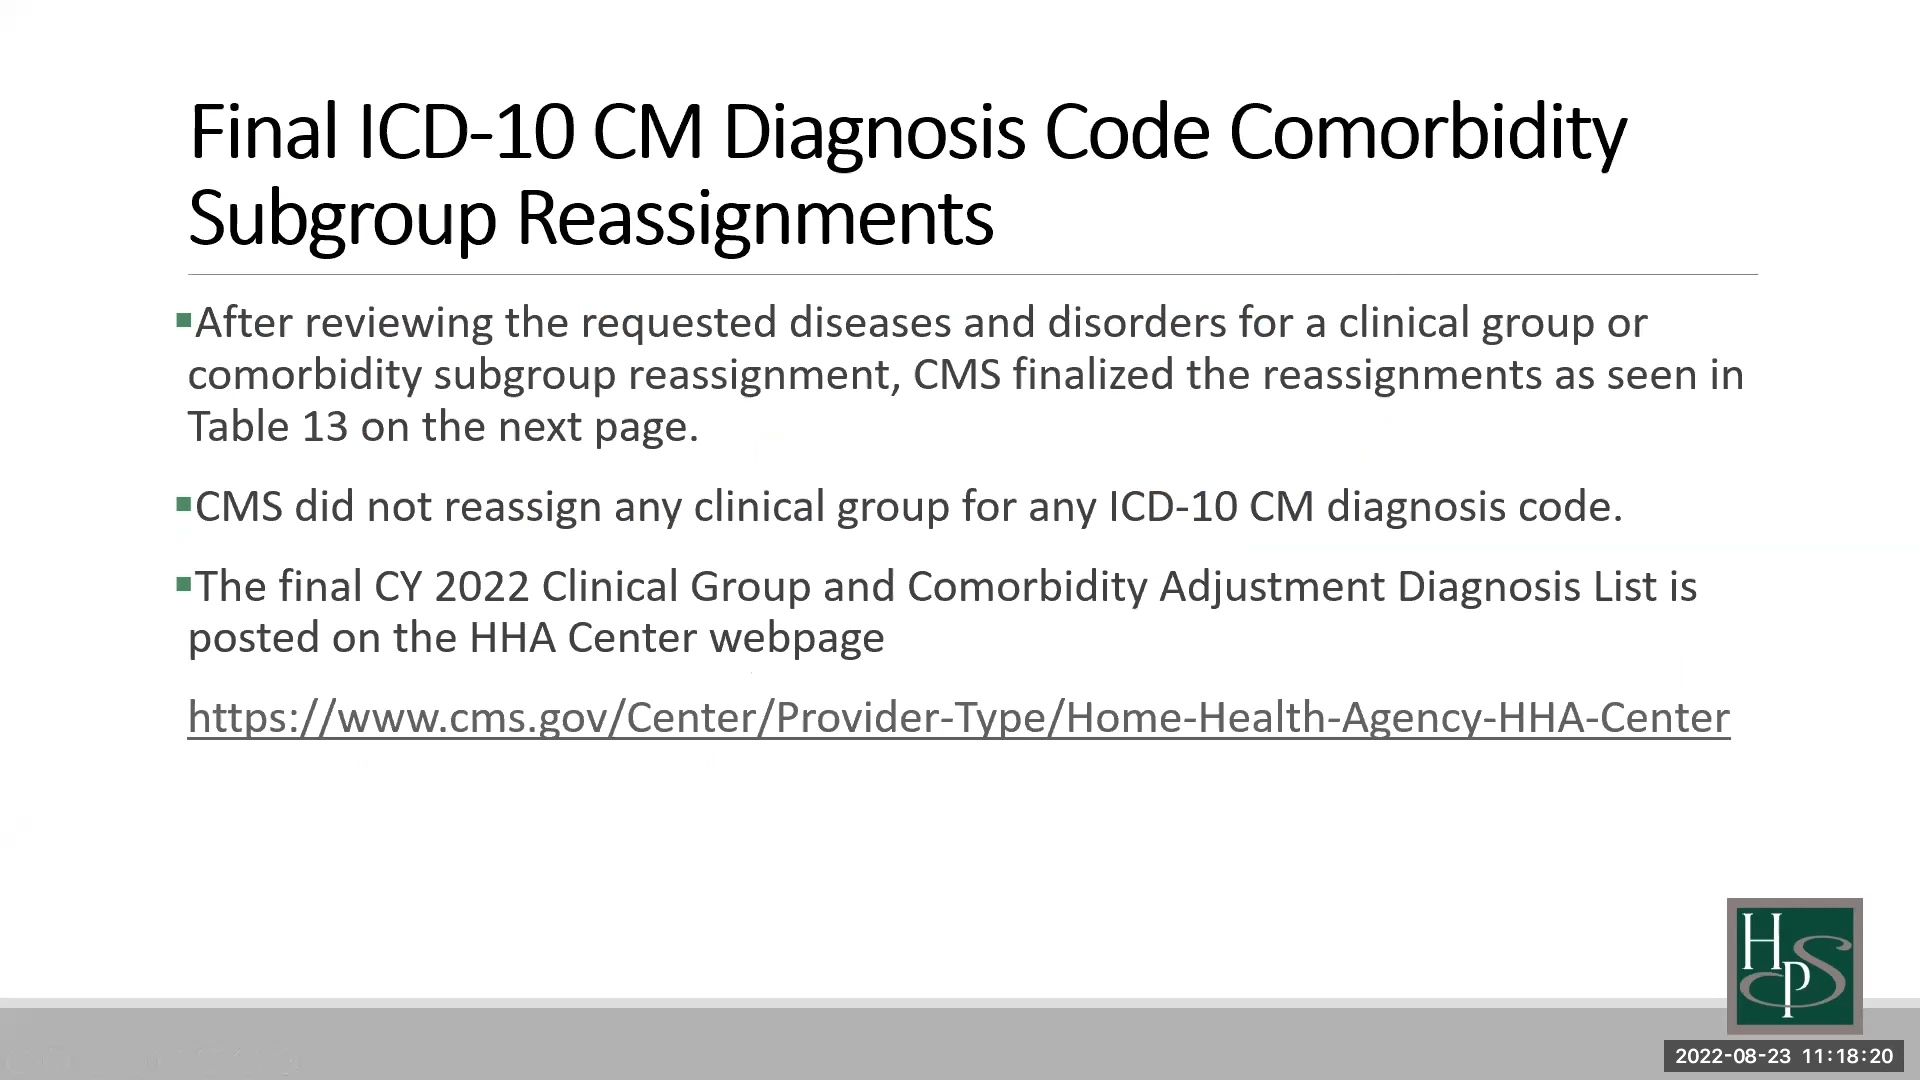 Final ICD-10 CM Diagnosis Code Comorbidity
Subgroup Reassignments
▪After reviewing the requested diseases and disorders for a clinical group or
comorbidity subgroup reassignment, CMS finalized the reassignments as seen in
Table 13 on the next page.
▪CMS did not reassign any clinical group for any ICD-10 CM diagnosis code.
▪The final CY 2022 Clinical Group and Comorbidity Adjustment Diagnosis List is
posted on the HHA Center webpage
https://www.cms.gov/Center/Provider-Type/Home-Health-Agency-HHA-Center
HPS
2022-08-23 11:18:20